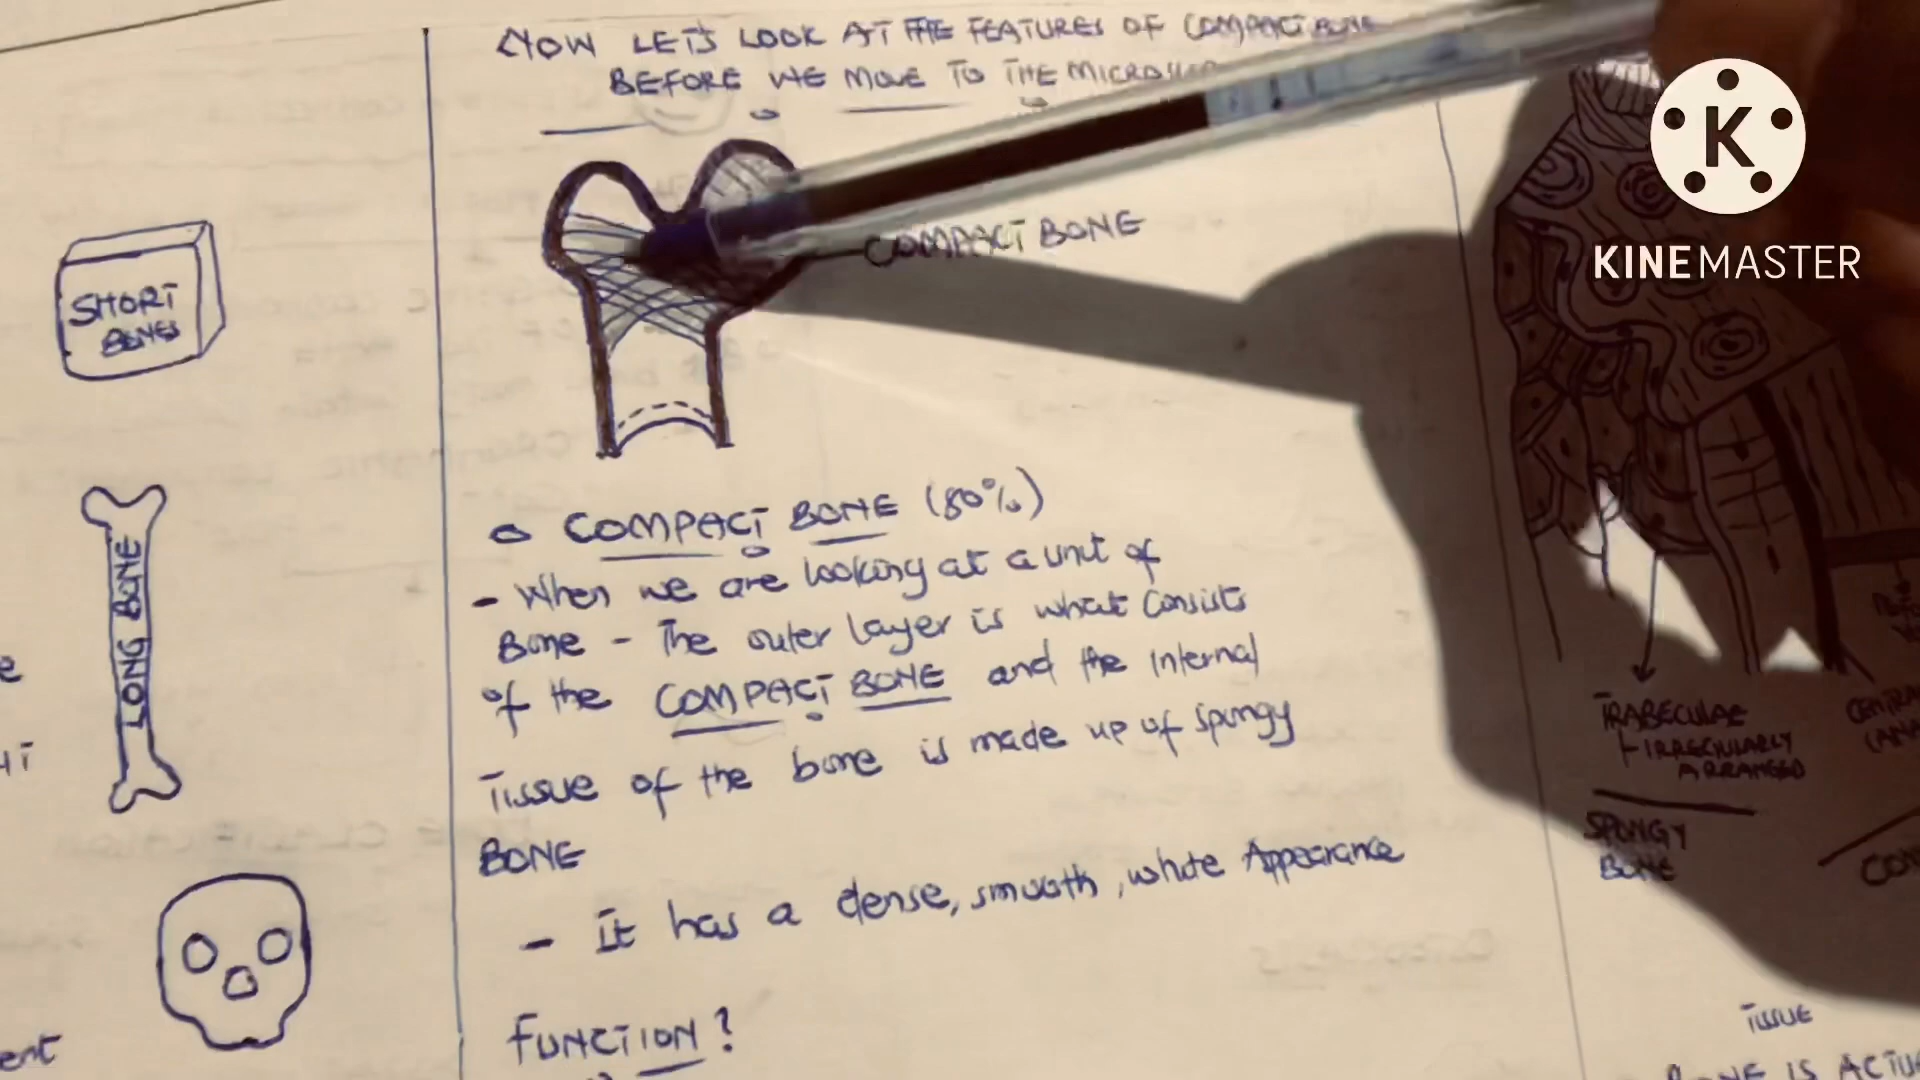 NOW LETS LOOK AT THE FEATURES OF COMPACT BONE
BEFORE WE MOVE TO THE
COMPACT BONE
SHORT
BONES
LONG BONE
COMPACT BONE (80%)
- When we are looking at a unit of
Bone - The outer layer is what consists
of the COMPACT BONE and the internal
Tissue of the bone is made up of spongy
BONE
- It has a dense, smooth, white Appearance
FUNCTION?
TRABECULAE
IRREGULARLY
ARRANGED
SPONGY
BONE
TISSUE
IS
K
KINEMASTER